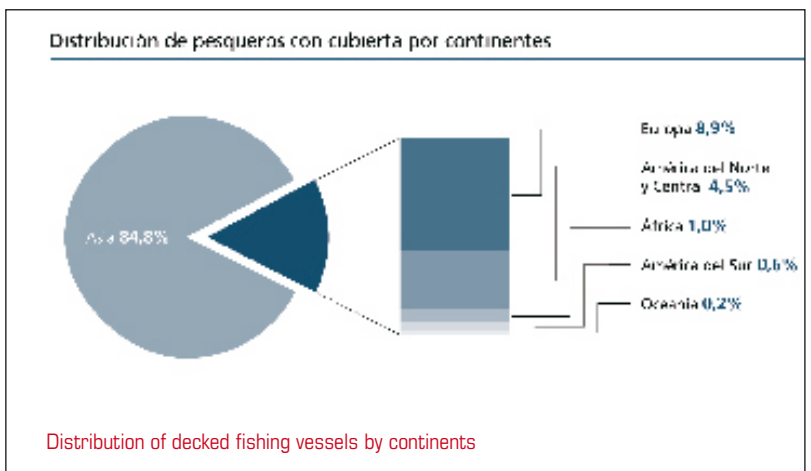 Distribución de pesqueros con cubierta por continentes
Asia 84,8%
Europa 8,9%
América del Norte
y Central 4,5%
África 1,0%
América del Sur 0,6%
Oceanía 0,2%
Distribution of decked fishing vessels by continents